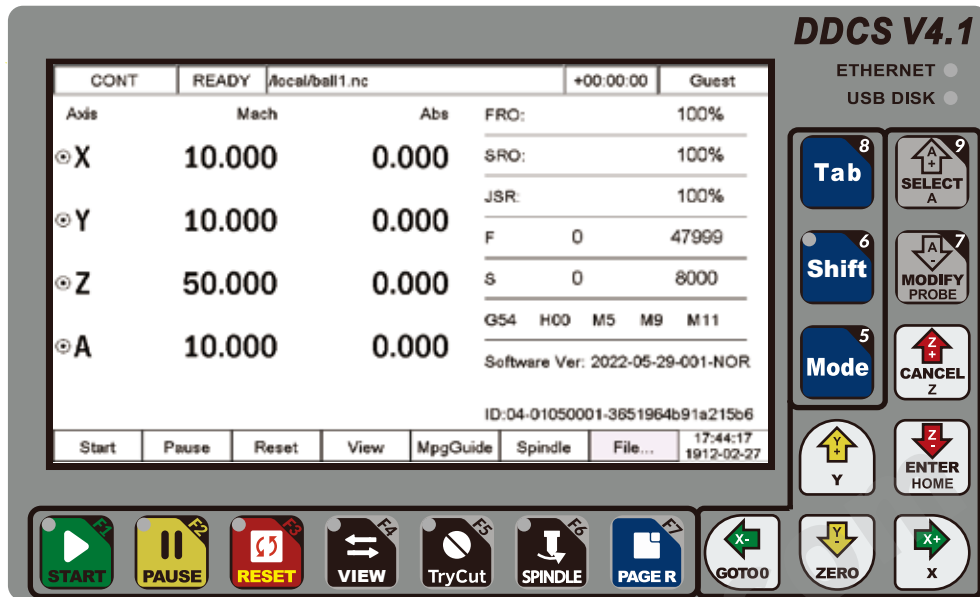 DDCS V4.1
ETHERNET
USB DISK
CONT READY /local/ball1.nc +00:00:00 Guest
Axis Mach Abs FRO: 100%
X 10.000 0.000 SRO: 100%
JSR: 100%
Y 10.000 0.000
F 0 47999
Z 50.000 0.000 S 0 8000
G54 H00 M5 M9 M11
A 10.000 0.000
Software Ver: 2022-05-29-001-NOR
ID:04-01050001-3651964b91a215b6
Start Pause Reset View MpgGuide Spindle File... 17:44:17
1912-02-27
8
Tab
9
A
+
SELECT
A
6
Shift
7
A
-
MODIFY
PROBE
5
Mode
Z
+
CANCEL
Z
Y
+
Y
Z
-
ENTER
HOME
F1
START
F2
PAUSE
F3
RESET
F4
VIEW
F5
TryCut
F6
SPINDLE
F7
PAGE R
X-
GOTO0
Y
-
ZERO
X+
X